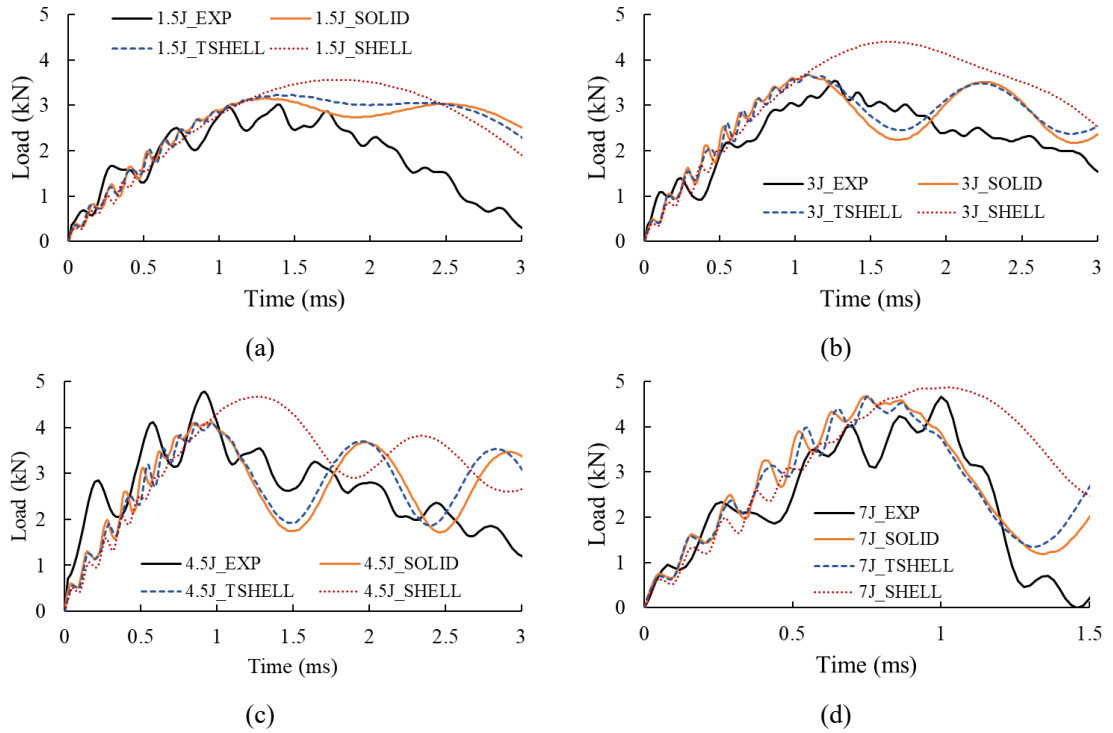 1.5J_EXP 1.5J_SOLID
1.5J_TSHELL 1.5J_SHELL
Load (kN)
5
4
3
2
1
0
0 0.5 1 1.5 2 2.5 3
Time (ms)
(a)
Load (kN)
5
4
3
2
1
0
3J_EXP 3J_SOLID
3J_TSHELL 3J_SHELL
0 0.5 1 1.5 2 2.5 3
Time (ms)
(b)
Load (kN)
5
4
3
2
1
0
4.5J_EXP 4.5J_SOLID
4.5J_TSHELL 4.5J_SHELL
0 0.5 1 1.5 2 2.5 3
Time (ms)
(c)
Load (kN)
5
4
3
2
1
0
7J_EXP
7J_SOLID
7J_TSHELL
7J_SHELL
0 0.5 1 1.5
Time (ms)
(d)